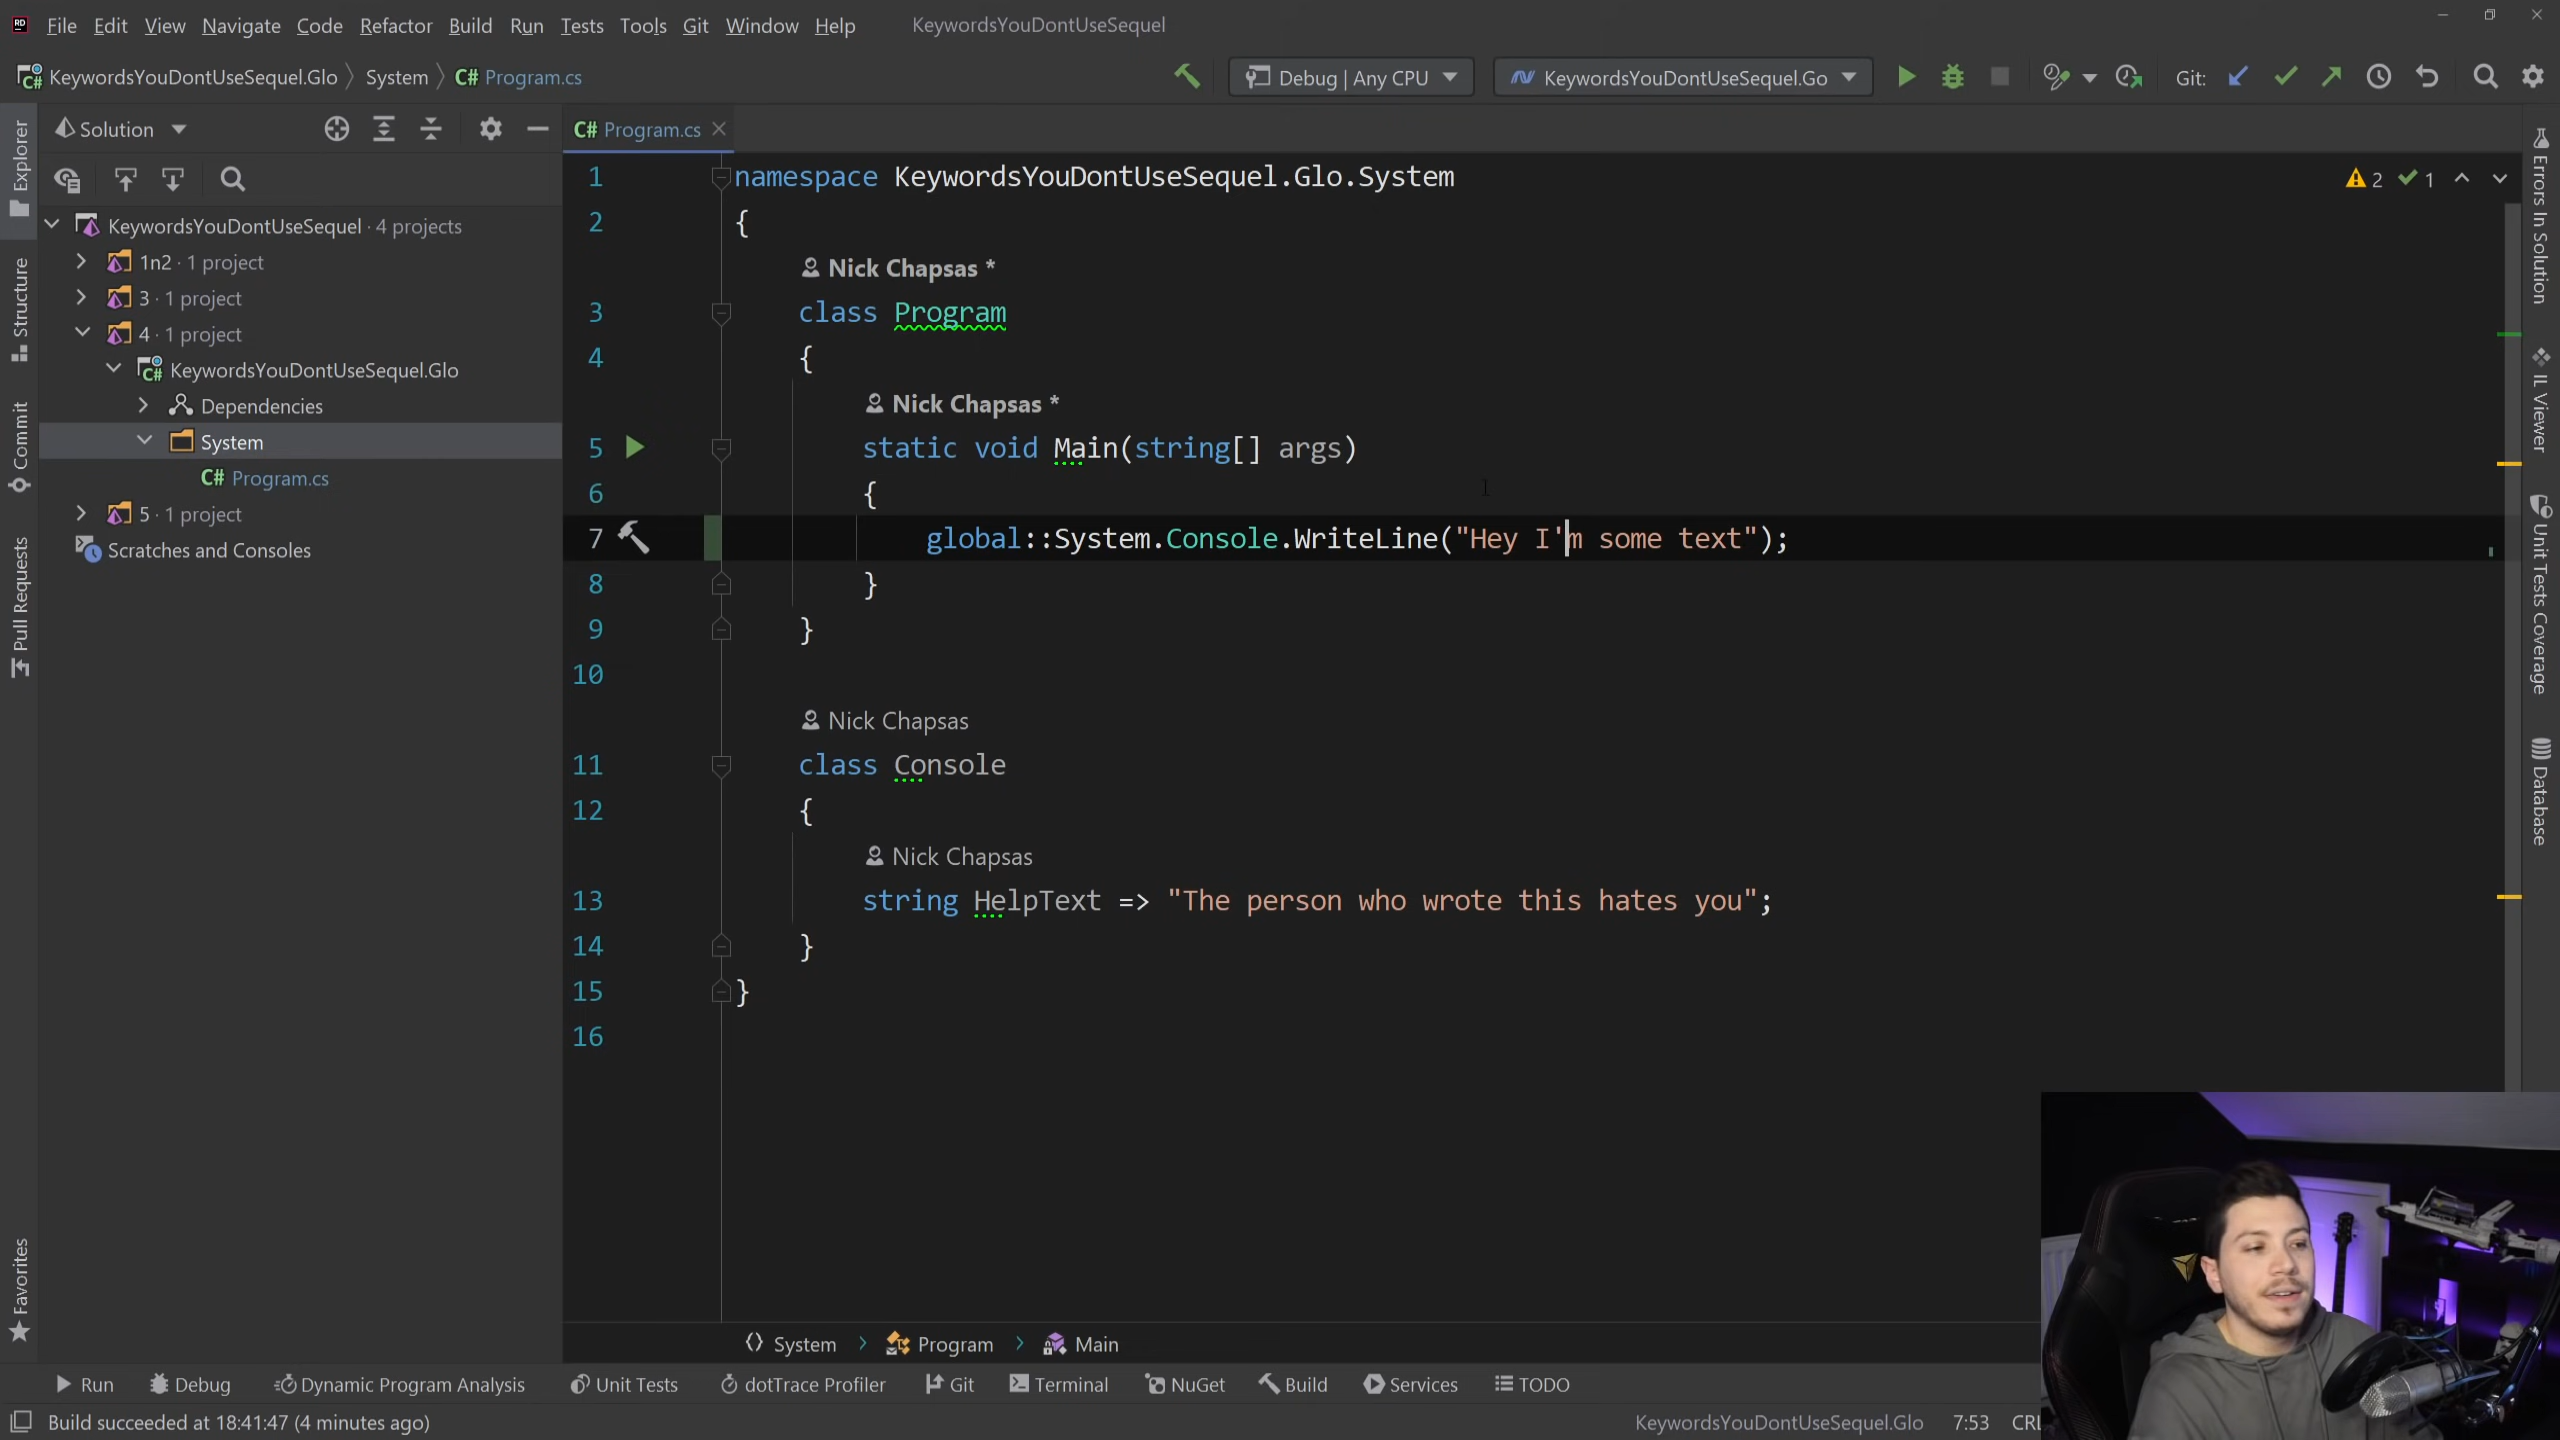 File Edit View Navigate Code Refactor Build Run Tests Tools Git Window Help KeywordsYouDontUseSequel
KeywordsYouDontUseSequel.Glo System C# Program.cs Debug | Any CPU KeywordsYouDontUseSequel.Go Git:
Solution C# Program.cs
KeywordsYouDontUseSequel · 4 projects
1n2 · 1 project
3 · 1 project
4 · 1 project
C# KeywordsYouDontUseSequel.Glo
Dependencies
System
C# Program.cs
5 · 1 project
Scratches and Consoles
Explorer
Structure
Commit
Pull Requests
Favorites
1 namespace KeywordsYouDontUseSequel.Glo.System
2 {
Nick Chapsas *
3 class Program
4 {
Nick Chapsas *
5 static void Main(string[] args)
6 {
7 global::System.Console.WriteLine("Hey I'm some text");
8 }
9 }
10
Nick Chapsas
11 class Console
12 {
Nick Chapsas
13 string HelpText => "The person who wrote this hates you";
14 }
15 }
16
2 1
Errors In Solution
IL Viewer
Unit Tests Coverage
Database
System Program Main
Run Debug Dynamic Program Analysis Unit Tests dotTrace Profiler Git Terminal NuGet Build Services TODO
Build succeeded at 18:41:47 (4 minutes ago) KeywordsYouDontUseSequel.Glo 7:53 CRL